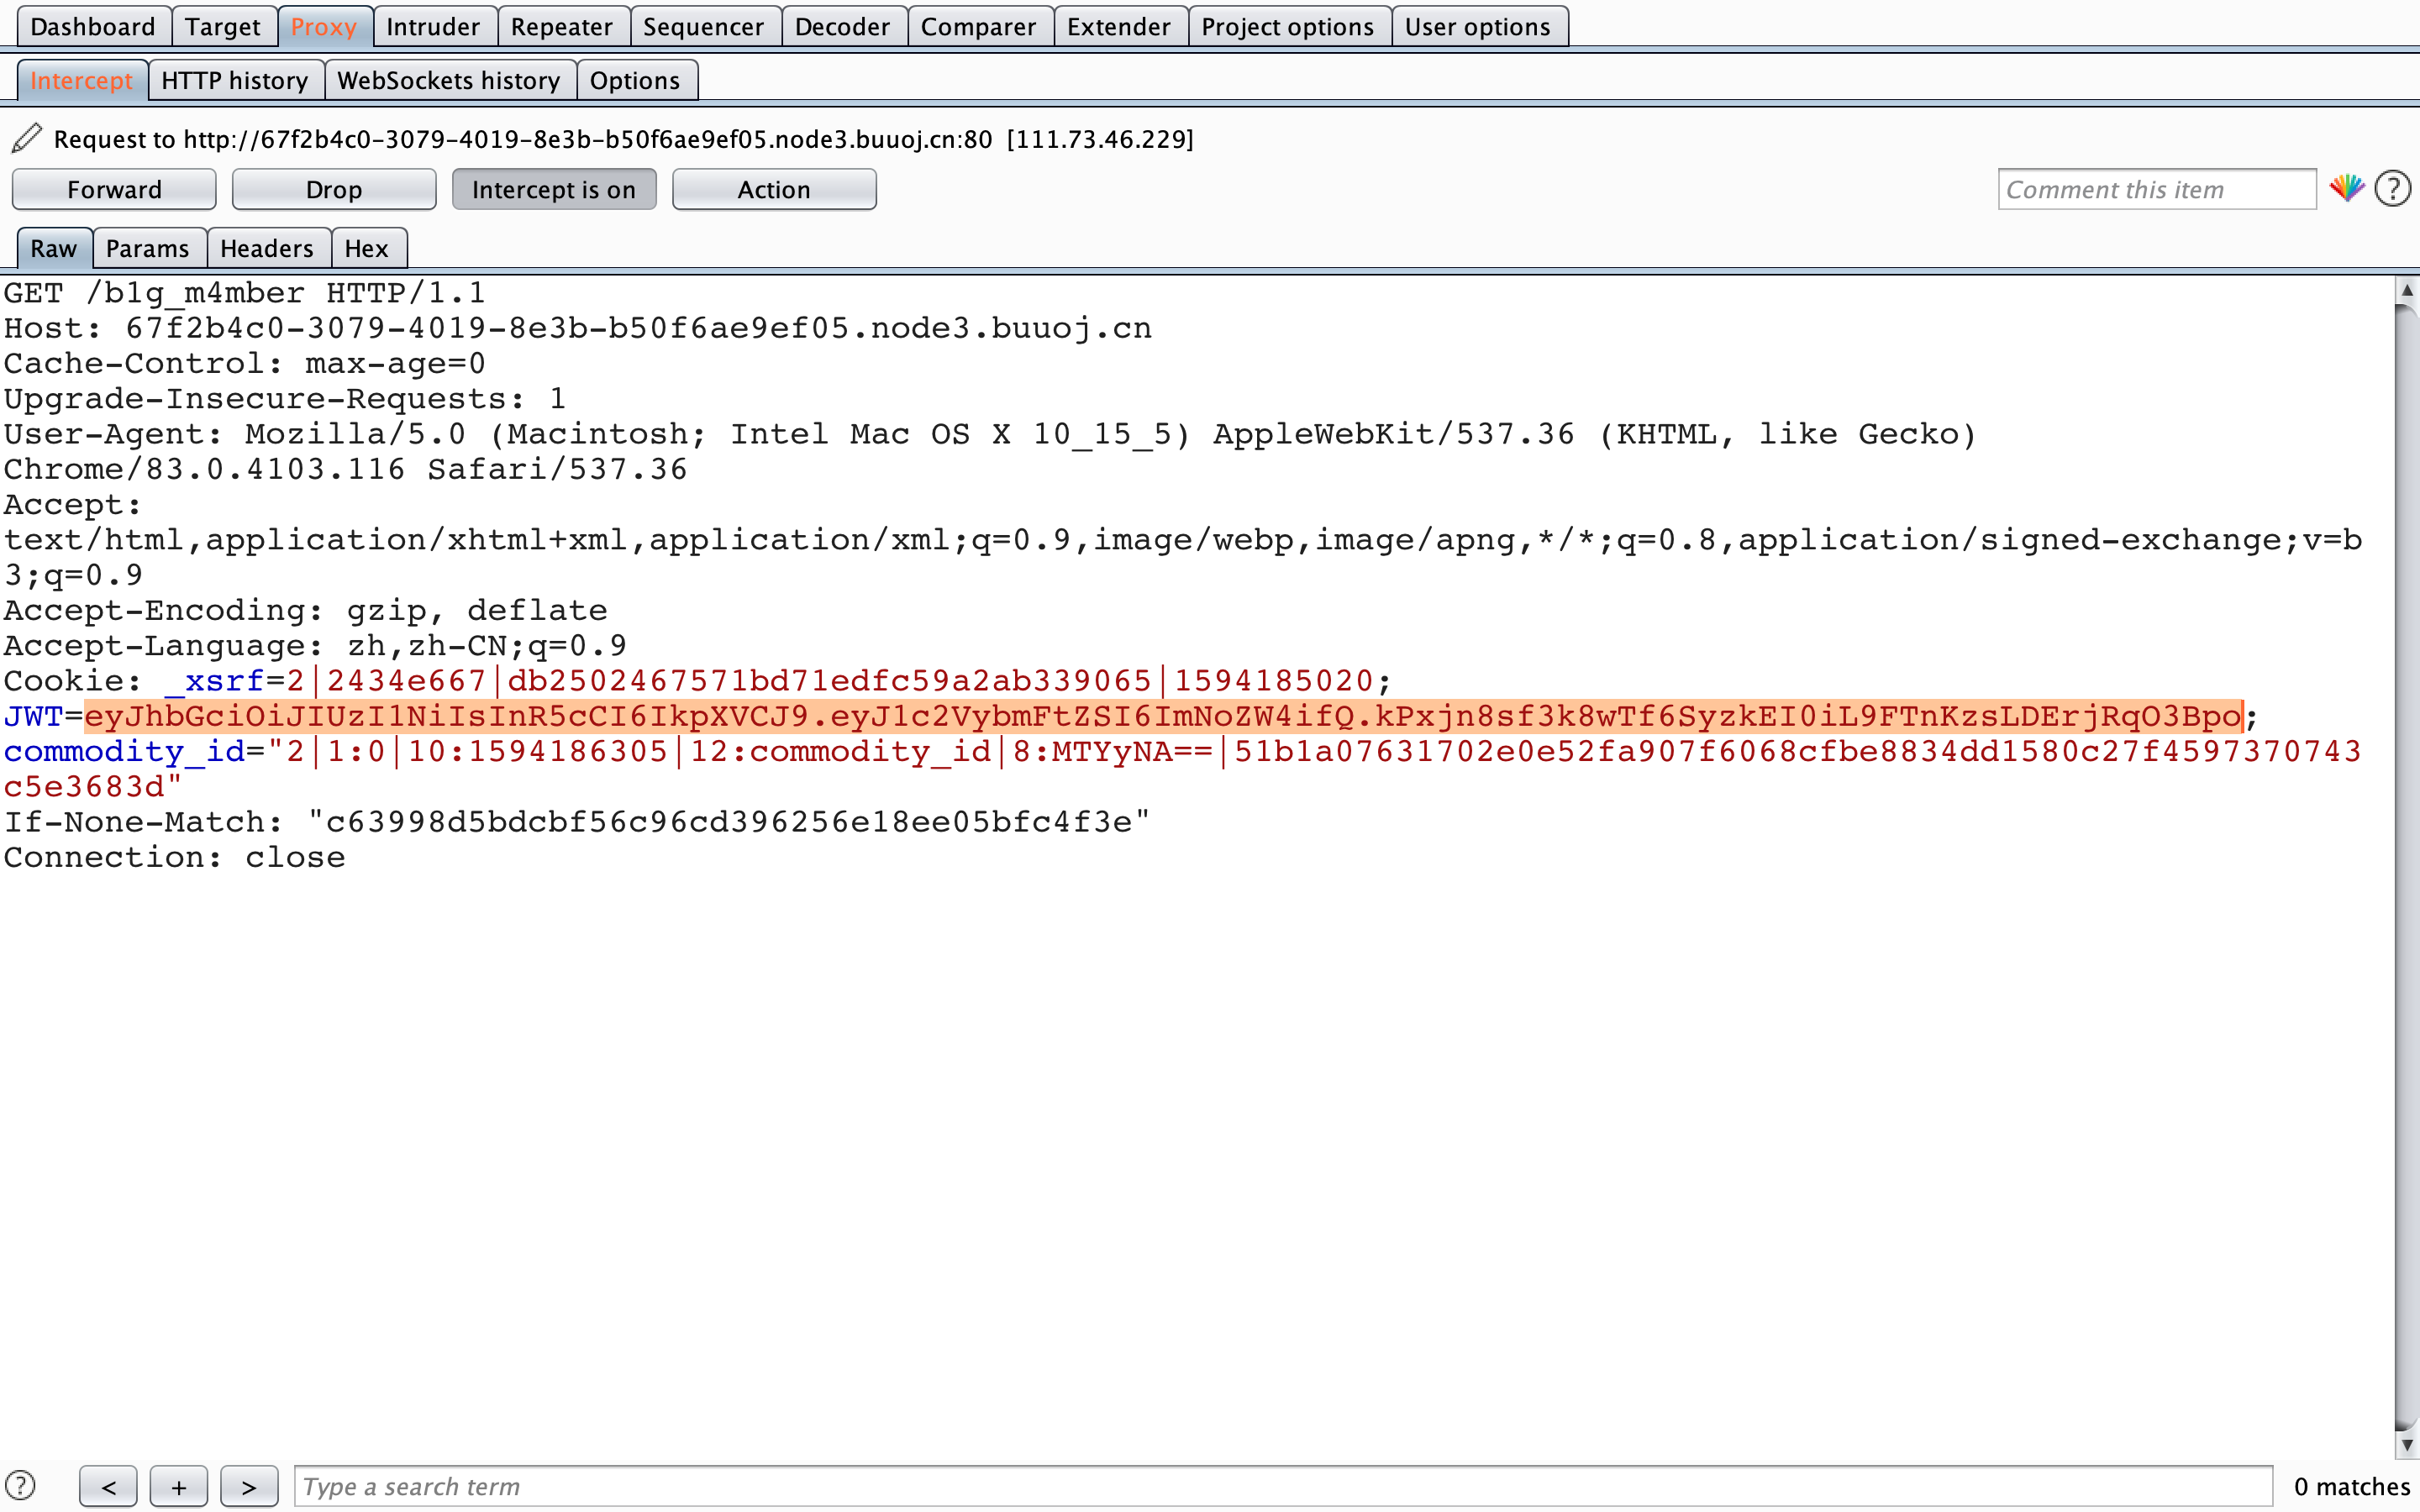 Dashboard Target Proxy Intruder Repeater Sequencer Decoder Comparer Extender Project options User options
Intercept HTTP history WebSockets history Options
Request to http://67f2b4c0-3079-4019-8e3b-b50f6ae9ef05.node3.buuoj.cn:80 [111.73.46.229]
Forward Drop Intercept is on Action Comment this item ?
Raw Params Headers Hex
GET /b1g_m4mber HTTP/1.1
Host: 67f2b4c0-3079-4019-8e3b-b50f6ae9ef05.node3.buuoj.cn
Cache-Control: max-age=0
Upgrade-Insecure-Requests: 1
User-Agent: Mozilla/5.0 (Macintosh; Intel Mac OS X 10_15_5) AppleWebKit/537.36 (KHTML, like Gecko)
Chrome/83.0.4103.116 Safari/537.36
Accept:
text/html,application/xhtml+xml,application/xml;q=0.9,image/webp,image/apng,*/*;q=0.8,application/signed-exchange;v=b
3;q=0.9
Accept-Encoding: gzip, deflate
Accept-Language: zh,zh-CN;q=0.9
Cookie: _xsrf=2|2434e667|db2502467571bd71edfc59a2ab339065|1594185020;
JWT=eyJhbGciOiJIUzI1NiIsInR5cCI6IkpXVCJ9.eyJ1c2VybmFtZSI6ImNoZW4ifQ.kPxjn8sf3k8wTf6SyzkEI0iL9FTnKzsLDErjRqO3Bpo;
commodity_id="2|1:0|10:1594186305|12:commodity_id|8:MTYyNA==|51b1a07631702e0e52fa907f6068cfbe8834dd1580c27f4597370743
c5e3683d"
If-None-Match: "c63998d5bdcbf56c96cd396256e18ee05bfc4f3e"
Connection: close
? < + > Type a search term 0 matches